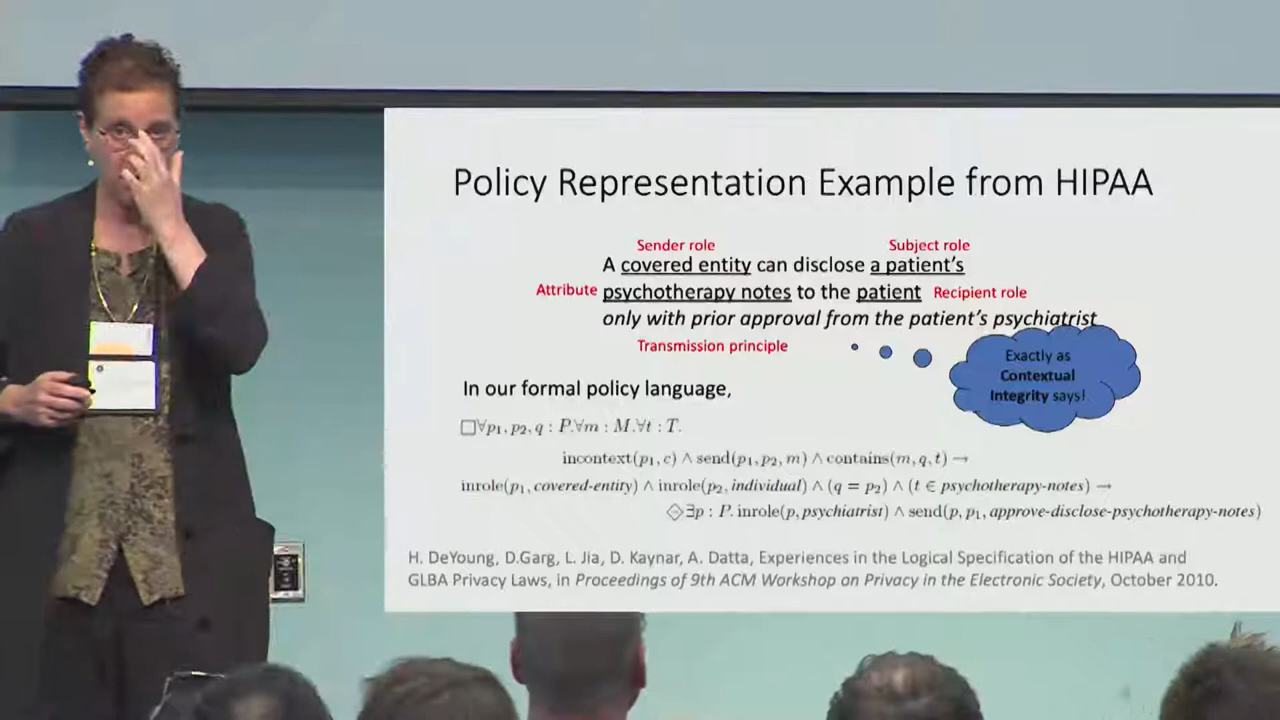 Policy Representation Example from HIPAA
Sender role
Subject role
A covered entity can disclose a patient's
Attribute
psychotherapy notes to the patient
Recipient role
only with prior approval from the patient's psychiatrist
Transmission principle
Exactly as
Contextual
Integrity says!
In our formal policy language,
□∀p₁, p₂, q : P.∀m : M.∀t : T.
incontext(p₁, c) ∧ send(p₁, p₂, m) ∧ contains(m, q, t) →
inrole(p₁, covered-entity) ∧ inrole(p₂, individual) ∧ (q = p₂) ∧ (t ∈ psychotherapy-notes) →
◇∃p : P. inrole(p, psychiatrist) ∧ send(p, p₁, approve-disclose-psychotherapy-notes)
H. DeYoung, D.Garg, L. Jia, D. Kaynar, A. Datta, Experiences in the Logical Specification of the HIPAA and
GLBA Privacy Laws, in Proceedings of 9th ACM Workshop on Privacy in the Electronic Society, October 2010.